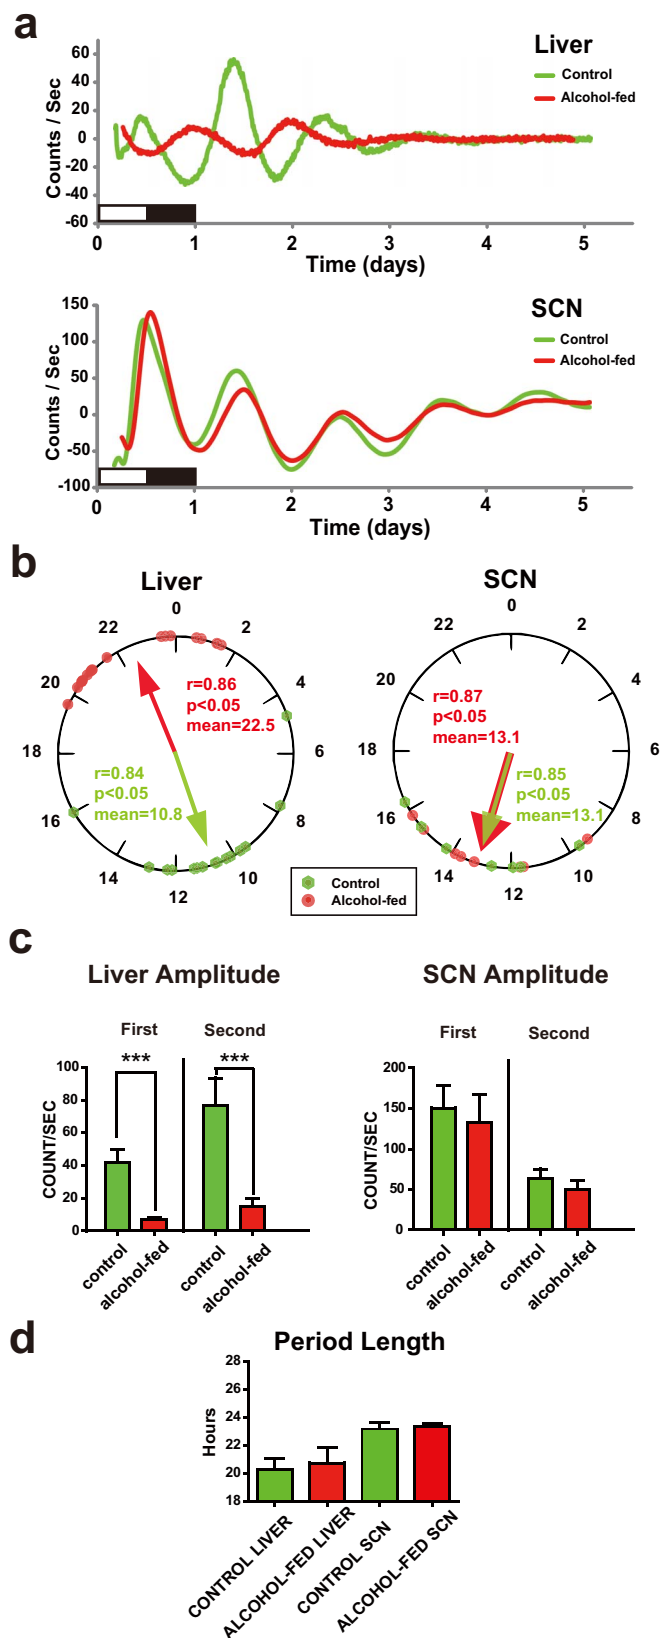 a
Liver
Control
Alcohol-fed
Counts / Sec
60
40
20
0
-20
-40
-60
0 1 2 3 4 5
Time (days)
SCN
Control
Alcohol-fed
Counts / Sec
150
100
50
0
-50
-100
0 1 2 3 4 5
Time (days)
b
Liver
0
2
4
6
8
10
12
14
16
18
20
22
r=0.86
p<0.05
mean=22.5
r=0.84
p<0.05
mean=10.8
SCN
0
2
4
6
8
10
12
14
16
18
22
r=0.87
p<0.05
mean=13.1
r=0.85
p<0.05
mean=13.1
Control
Alcohol-fed
c
Liver Amplitude
First Second
*** ***
COUNT/SEC
100
80
60
40
20
0
control
alcohol-fed
control
alcohol-fed
SCN Amplitude
First Second
COUNT/SEC
200
150
100
50
0
control
alcohol-fed
control
alcohol-fed
d
Period Length
Hours
28
26
24
22
20
18
CONTROL LIVER
ALCOHOL-FED LIVER
CONTROL SCN
ALCOHOL-FED SCN